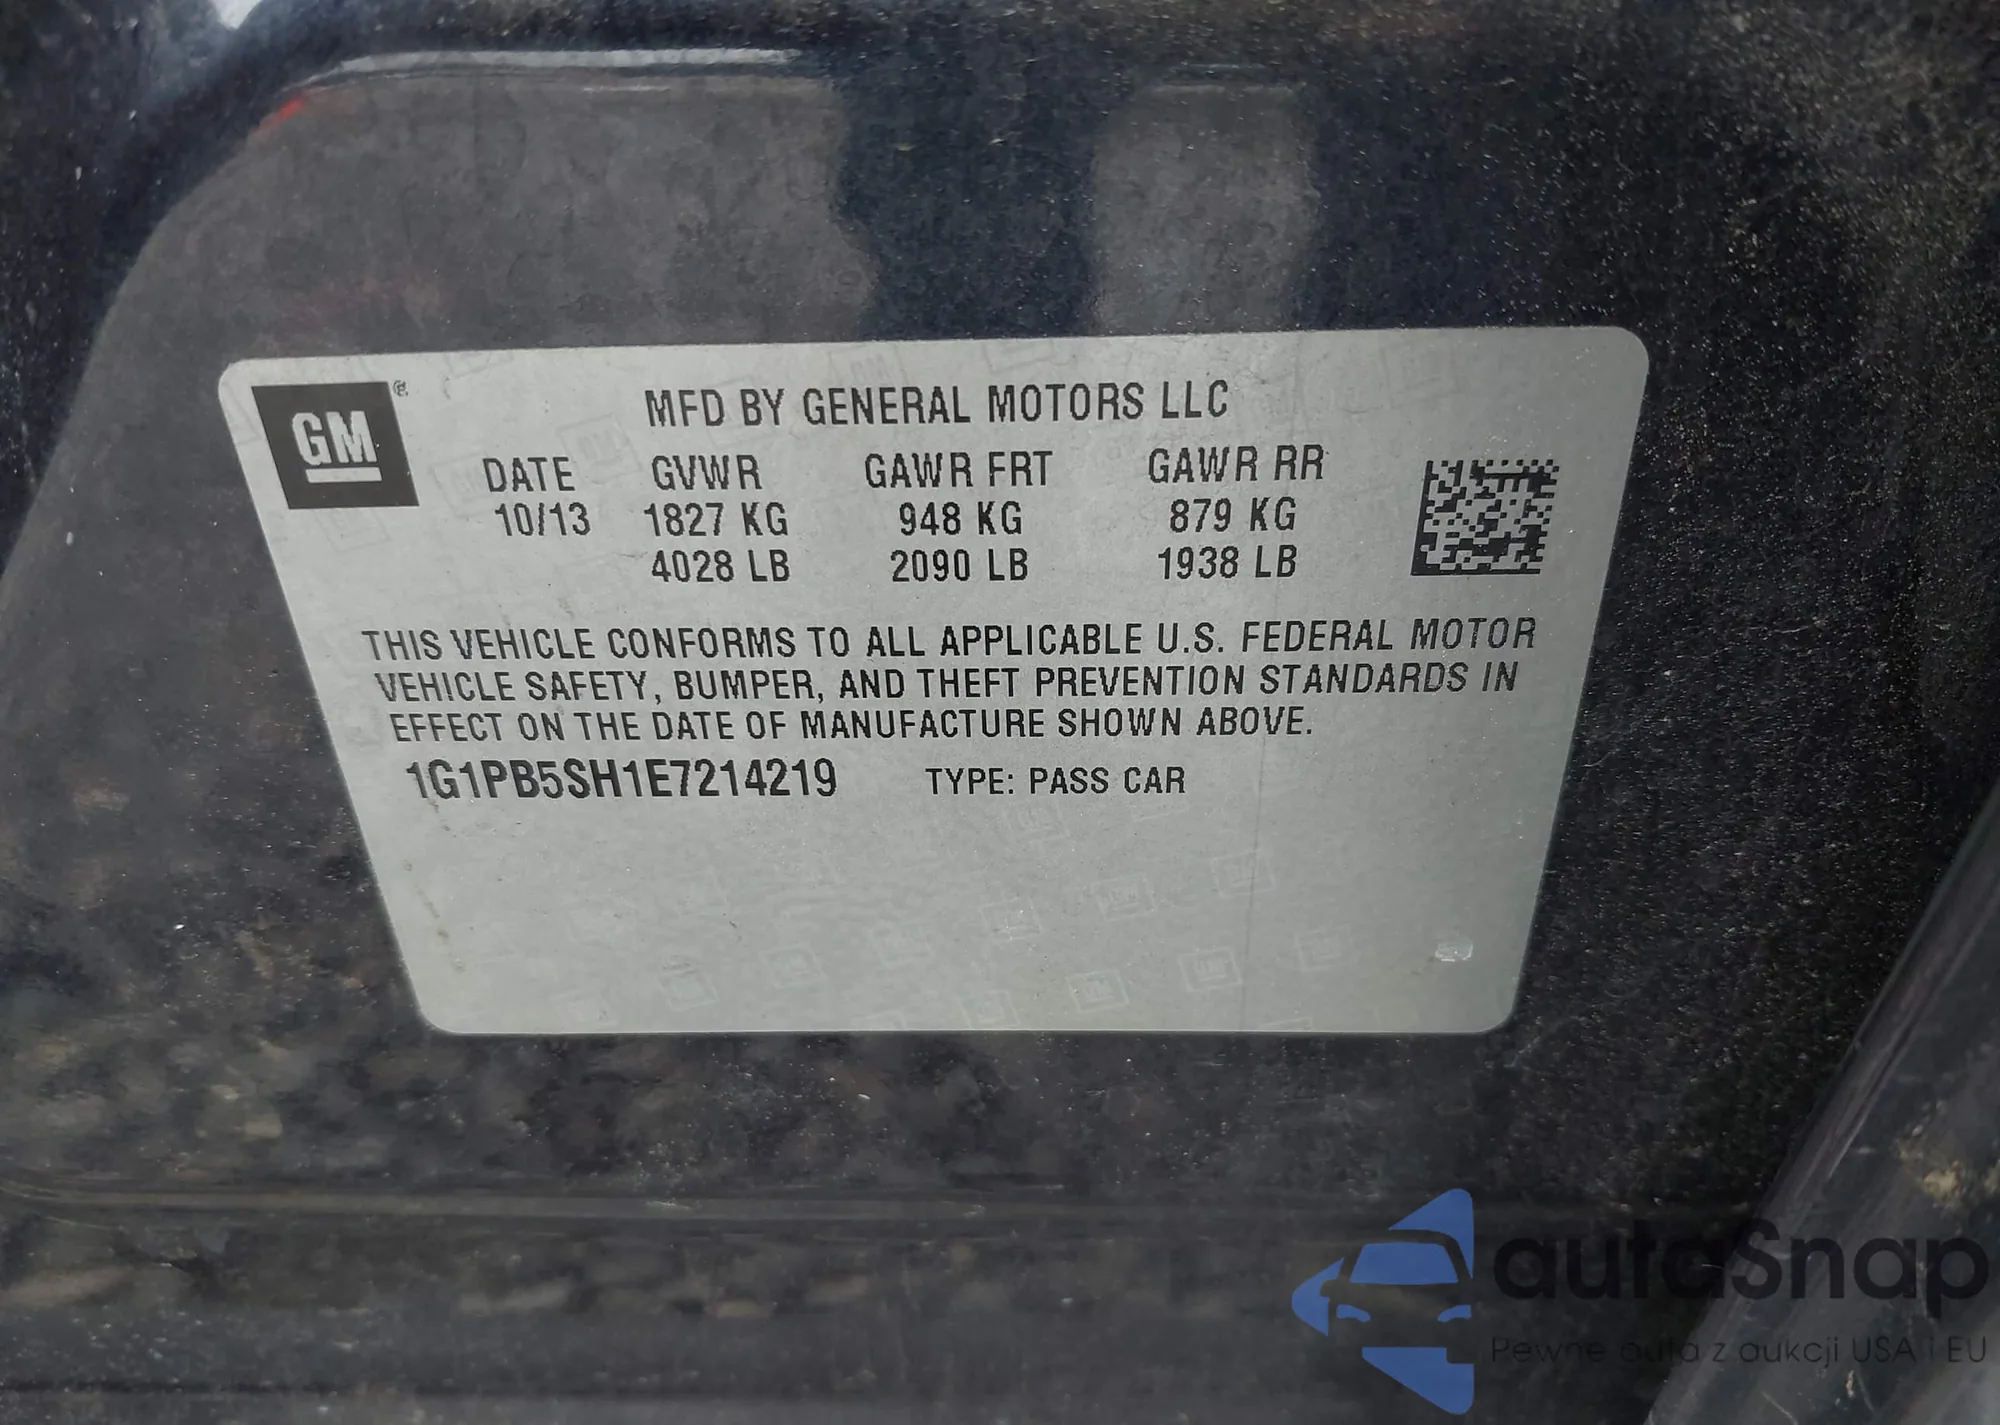 GM ®
MFD BY GENERAL MOTORS LLC
DATE GVWR GAWR FRT GAWR RR
10/13 1827 KG 948 KG 879 KG
4028 LB 2090 LB 1938 LB
THIS VEHICLE CONFORMS TO ALL APPLICABLE U.S. FEDERAL MOTOR
VEHICLE SAFETY, BUMPER, AND THEFT PREVENTION STANDARDS IN
EFFECT ON THE DATE OF MANUFACTURE SHOWN ABOVE.
1G1PB5SH1E7214219 TYPE: PASS CAR
autaSnap
Pewne auta z aukcji USA i EU